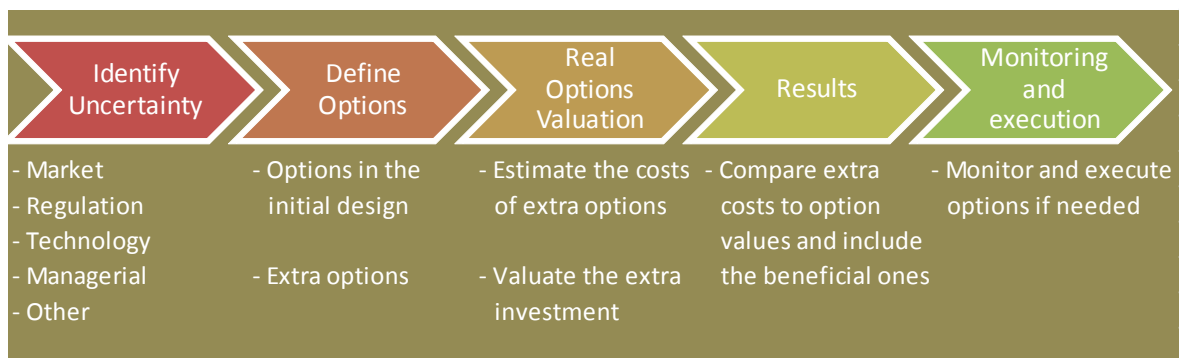 Identify
Uncertainty
Define
Options
Real
Options
Valuation
Results
Monitoring
and
execution
- Market
- Regulation
- Technology
- Managerial
- Other
- Options in the
initial design
- Extra options
- Estimate the costs
of extra options
- Valuate the extra
investment
- Compare extra
costs to option
values and include
the beneficial ones
- Monitor and execute
options if needed